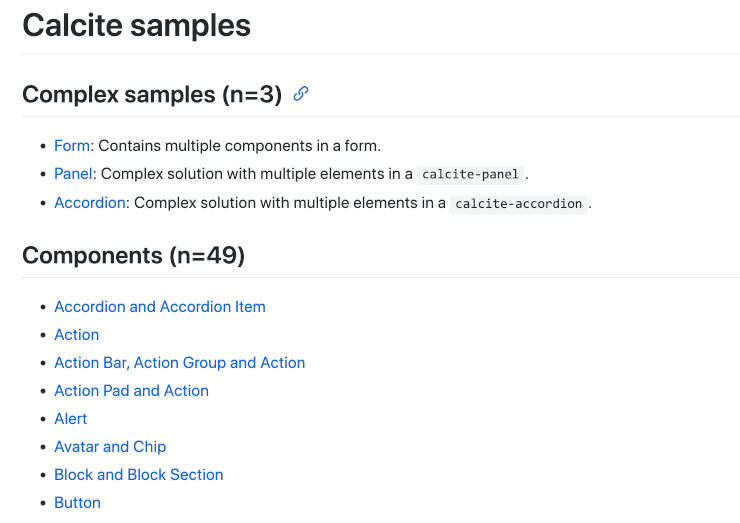 Calcite samples
Complex samples (n=3)
Form: Contains multiple components in a form.
Panel: Complex solution with multiple elements in a calcite-panel .
Accordion: Complex solution with multiple elements in a calcite-accordion .
Components (n=49)
Accordion and Accordion Item
Action
Action Bar, Action Group and Action
Action Pad and Action
Alert
Avatar and Chip
Block and Block Section
Button